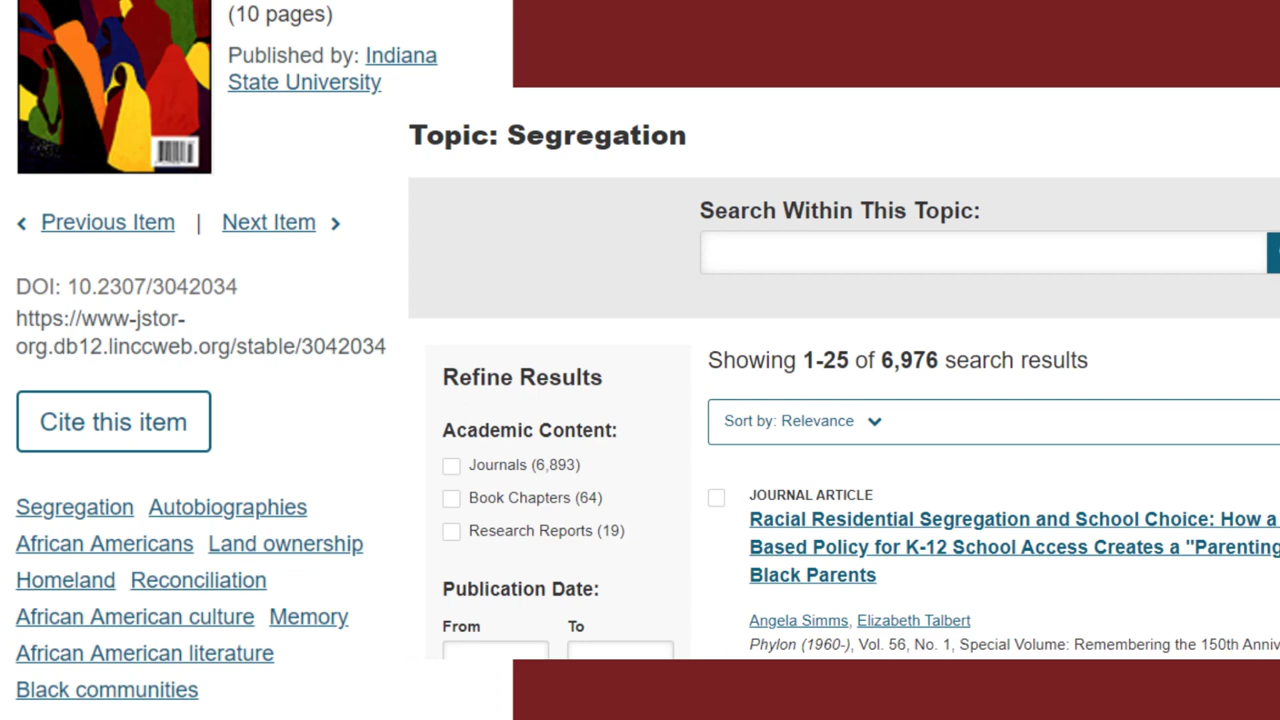 (10 pages)
Published by: Indiana
State University
‹ Previous Item | Next Item ›
DOI: 10.2307/3042034
https://www-jstor-
org.db12.linccweb.org/stable/3042034
Cite this item
Segregation Autobiographies
African Americans Land ownership
Homeland Reconciliation
African American culture Memory
African American literature
Black communities
Topic: Segregation
Search Within This Topic:
Refine Results
Academic Content:
Journals (6,893)
Book Chapters (64)
Research Reports (19)
Publication Date:
From To
Showing 1-25 of 6,976 search results
Sort by: Relevance
JOURNAL ARTICLE
Racial Residential Segregation and School Choice: How a
Based Policy for K-12 School Access Creates a "Parenting
Black Parents
Angela Simms, Elizabeth Talbert
Phylon (1960-), Vol. 56, No. 1, Special Volume: Remembering the 150th Anniv